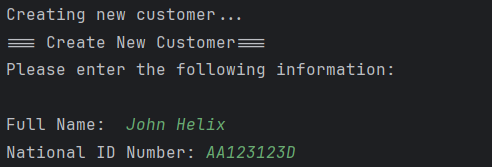 Creating new customer...
=== Create New Customer===
Please enter the following information:
Full Name: John Helix
National ID Number: AA123123D